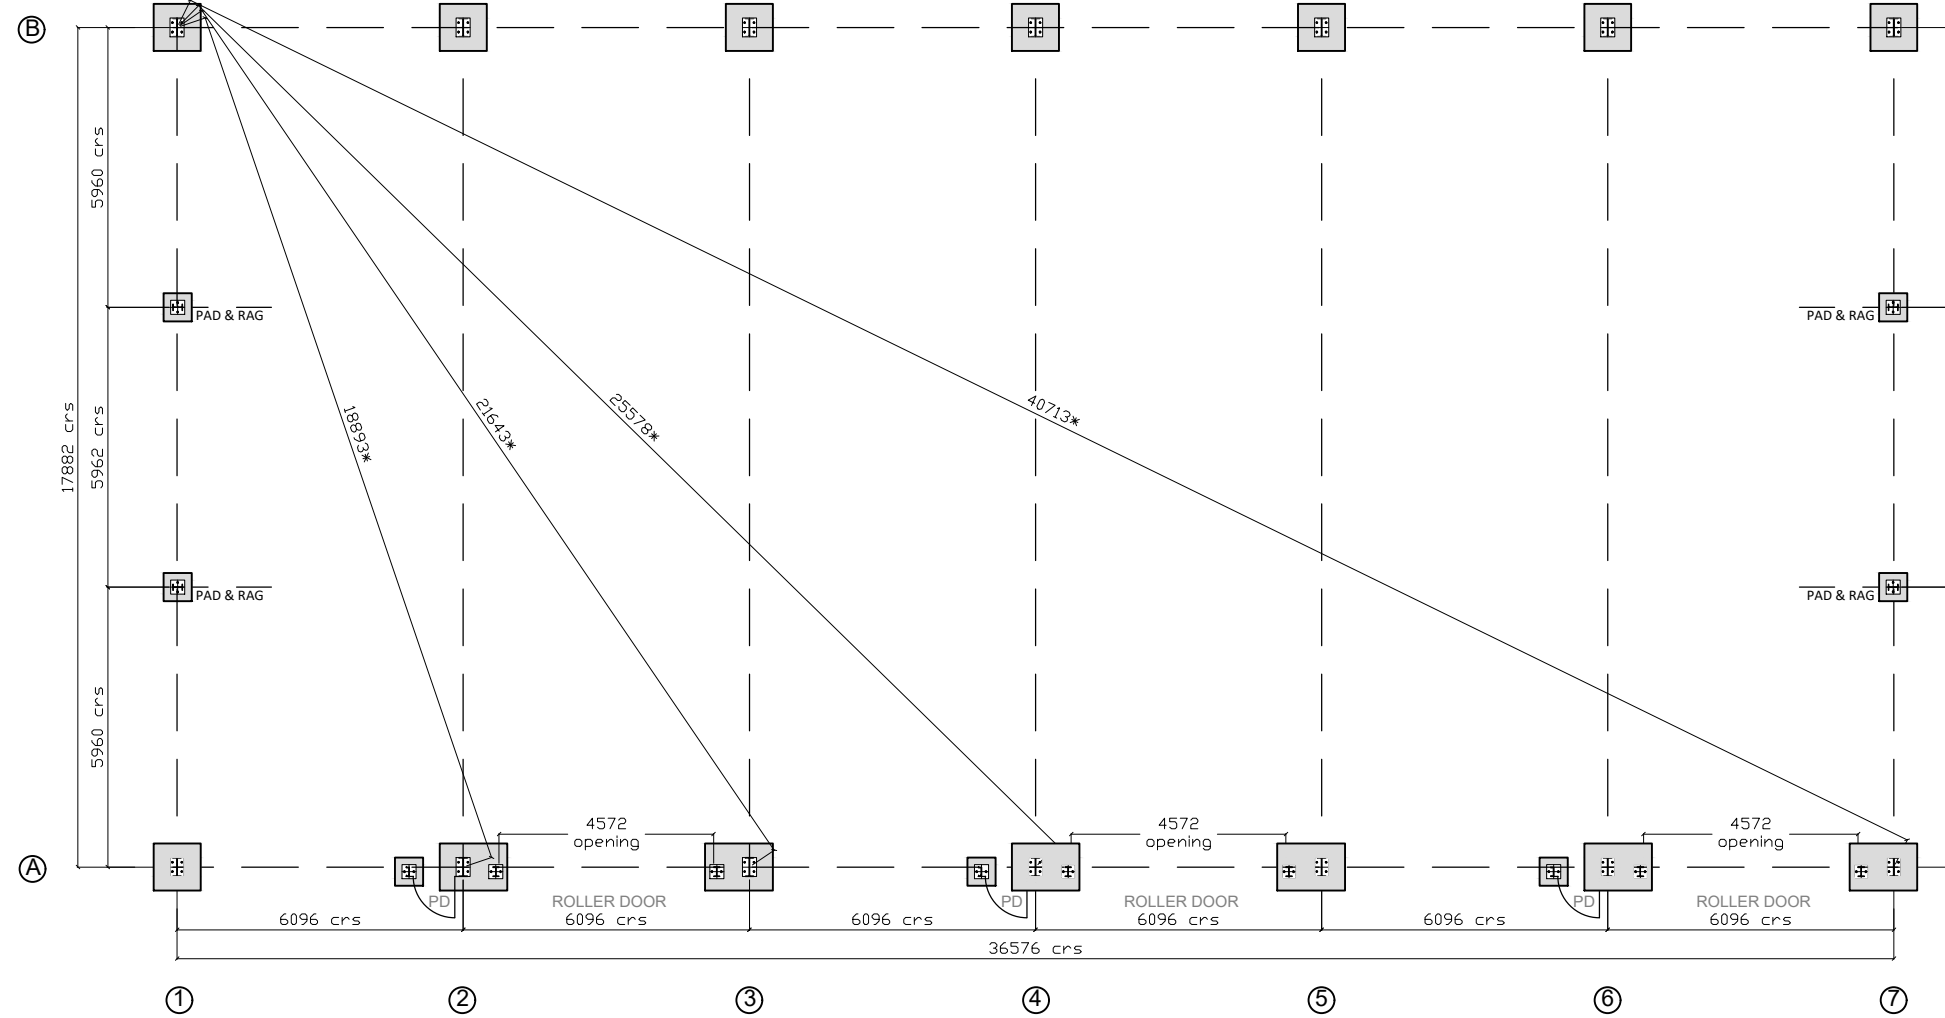 B
5960 crs
PAD & RAG
PAD & RAG
17882 crs
5962 crs
18893*
21643*
25578*
40713*
PAD & RAG
PAD & RAG
5960 crs
4572
opening
4572
opening
4572
opening
A
PD
ROLLER DOOR
PD
ROLLER DOOR
PD
ROLLER DOOR
6096 crs
6096 crs
6096 crs
6096 crs
6096 crs
6096 crs
36576 crs
1
2
3
4
5
6
7